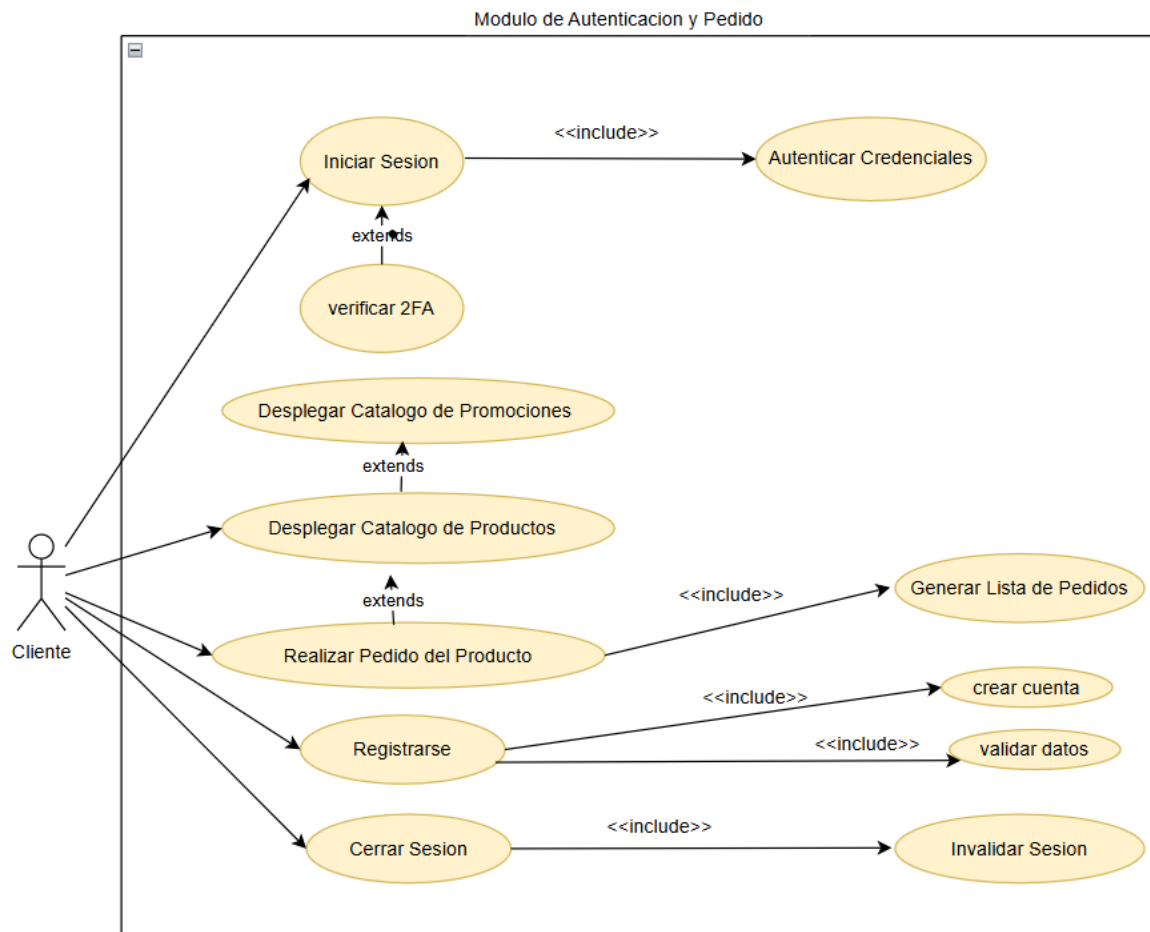 Modulo de Autenticacion y Pedido
<<include>>
Iniciar Sesion
Autenticar Credenciales
extends
verificar 2FA
Desplegar Catalogo de Promociones
extends
Desplegar Catalogo de Productos
extends
<<include>>
Generar Lista de Pedidos
Cliente
Realizar Pedido del Producto
<<include>>
crear cuenta
Registrarse
<<include>>
validar datos
<<include>>
Cerrar Sesion
Invalidar Sesion